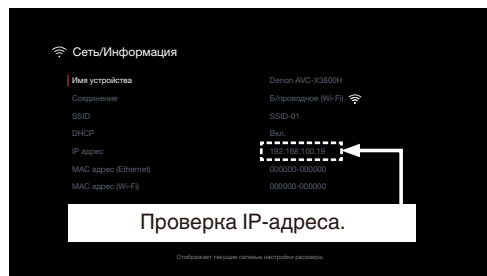 Сеть/Информация
Имя устройства Denon AVC-X3800H
Соединение Б/проводное (Wi-Fi)
SSID SSID-01
DHCP Вкл.
IP адрес 192.168.100.19
MAC адрес (Ethernet) 000000-000000
MAC адрес (Wi-Fi) 000000-000000
Проверка IP-адреса.
Отображает текущие сетевые настройки ресивера.